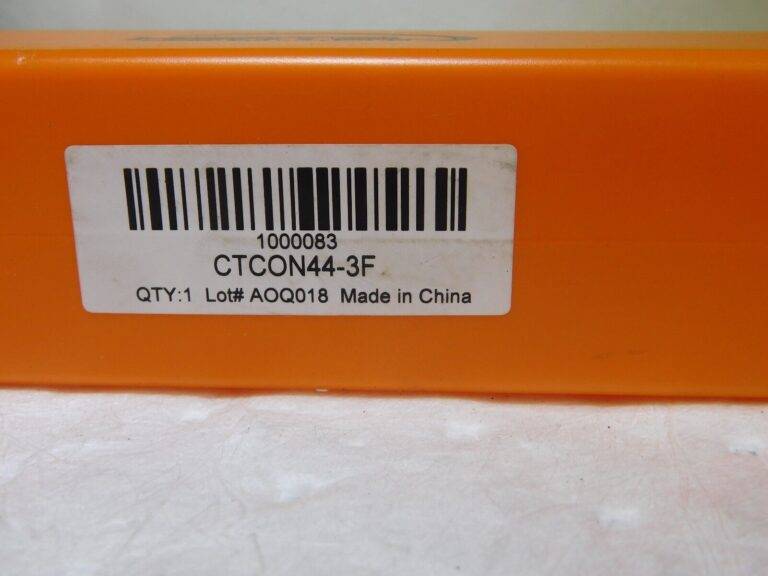 1000083
CTCON44-3F
QTY:1 Lot# AOQ018 Made in China